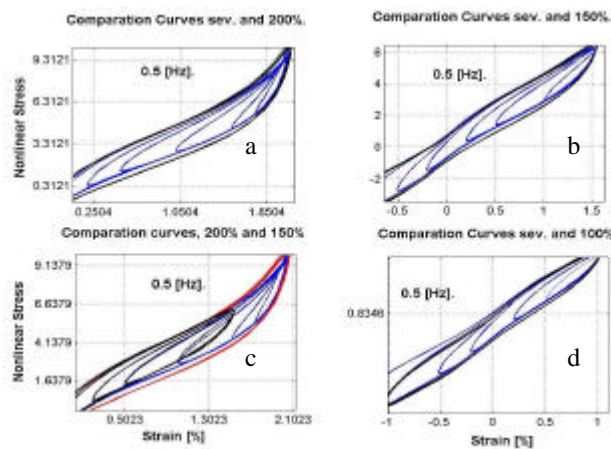 Comparation Curves sev. and 200%.
Nonlinear Stress
9.3121
6.3121
3.3121
0.3121
0.5 [Hz].
a
0.2504
1.0504
1.8504
Comparation Curves sev. and 150%.
6
4
2
0
-2
0.5 [Hz].
b
-0.5
0
0.5
1
1.5
Comparation curves, 200% and 150%
Nonlinear Stress
9.1379
6.6379
4.1379
1.6379
0.5 [Hz].
c
0.5023
1.3023
2.1023
Strain [%]
Comparation Curves sev. and 100%
0.8346
0.5 [Hz].
d
-1
-0.5
0
0.5
1
Strain [%]